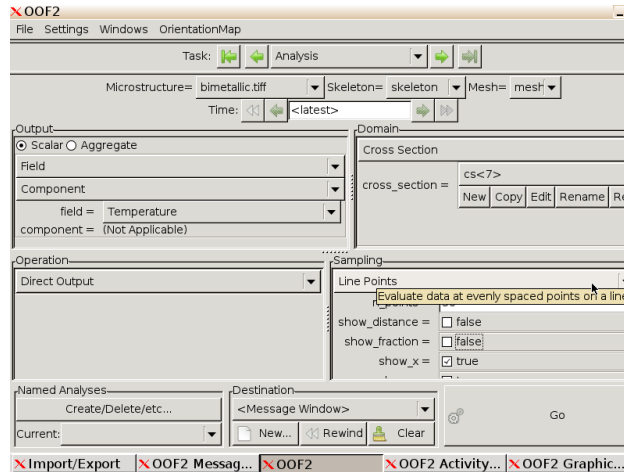 OOF2
File Settings Windows OrientationMap
Task: Analysis
Microstructure= bimetallic.tiff Skeleton= skeleton Mesh= mesh
Time: <latest>
Output
Domain
Scalar Aggregate
Cross Section
Field
cs<7>
Component
cross_section =
New Copy Edit Rename Re
field = Temperature
component = (Not Applicable)
Operation
Sampling
Direct Output
Line Points
Evaluate data at evenly spaced points on a line
show_distance = false
show_fraction = false
show_x = true
Named Analyses
Destination
Create/Delete/etc...
<Message Window>
Go
Current:
New... Rewind Clear
Import/Export OOF2 Messag... OOF2 OOF2 Activity... OOF2 Graphic...